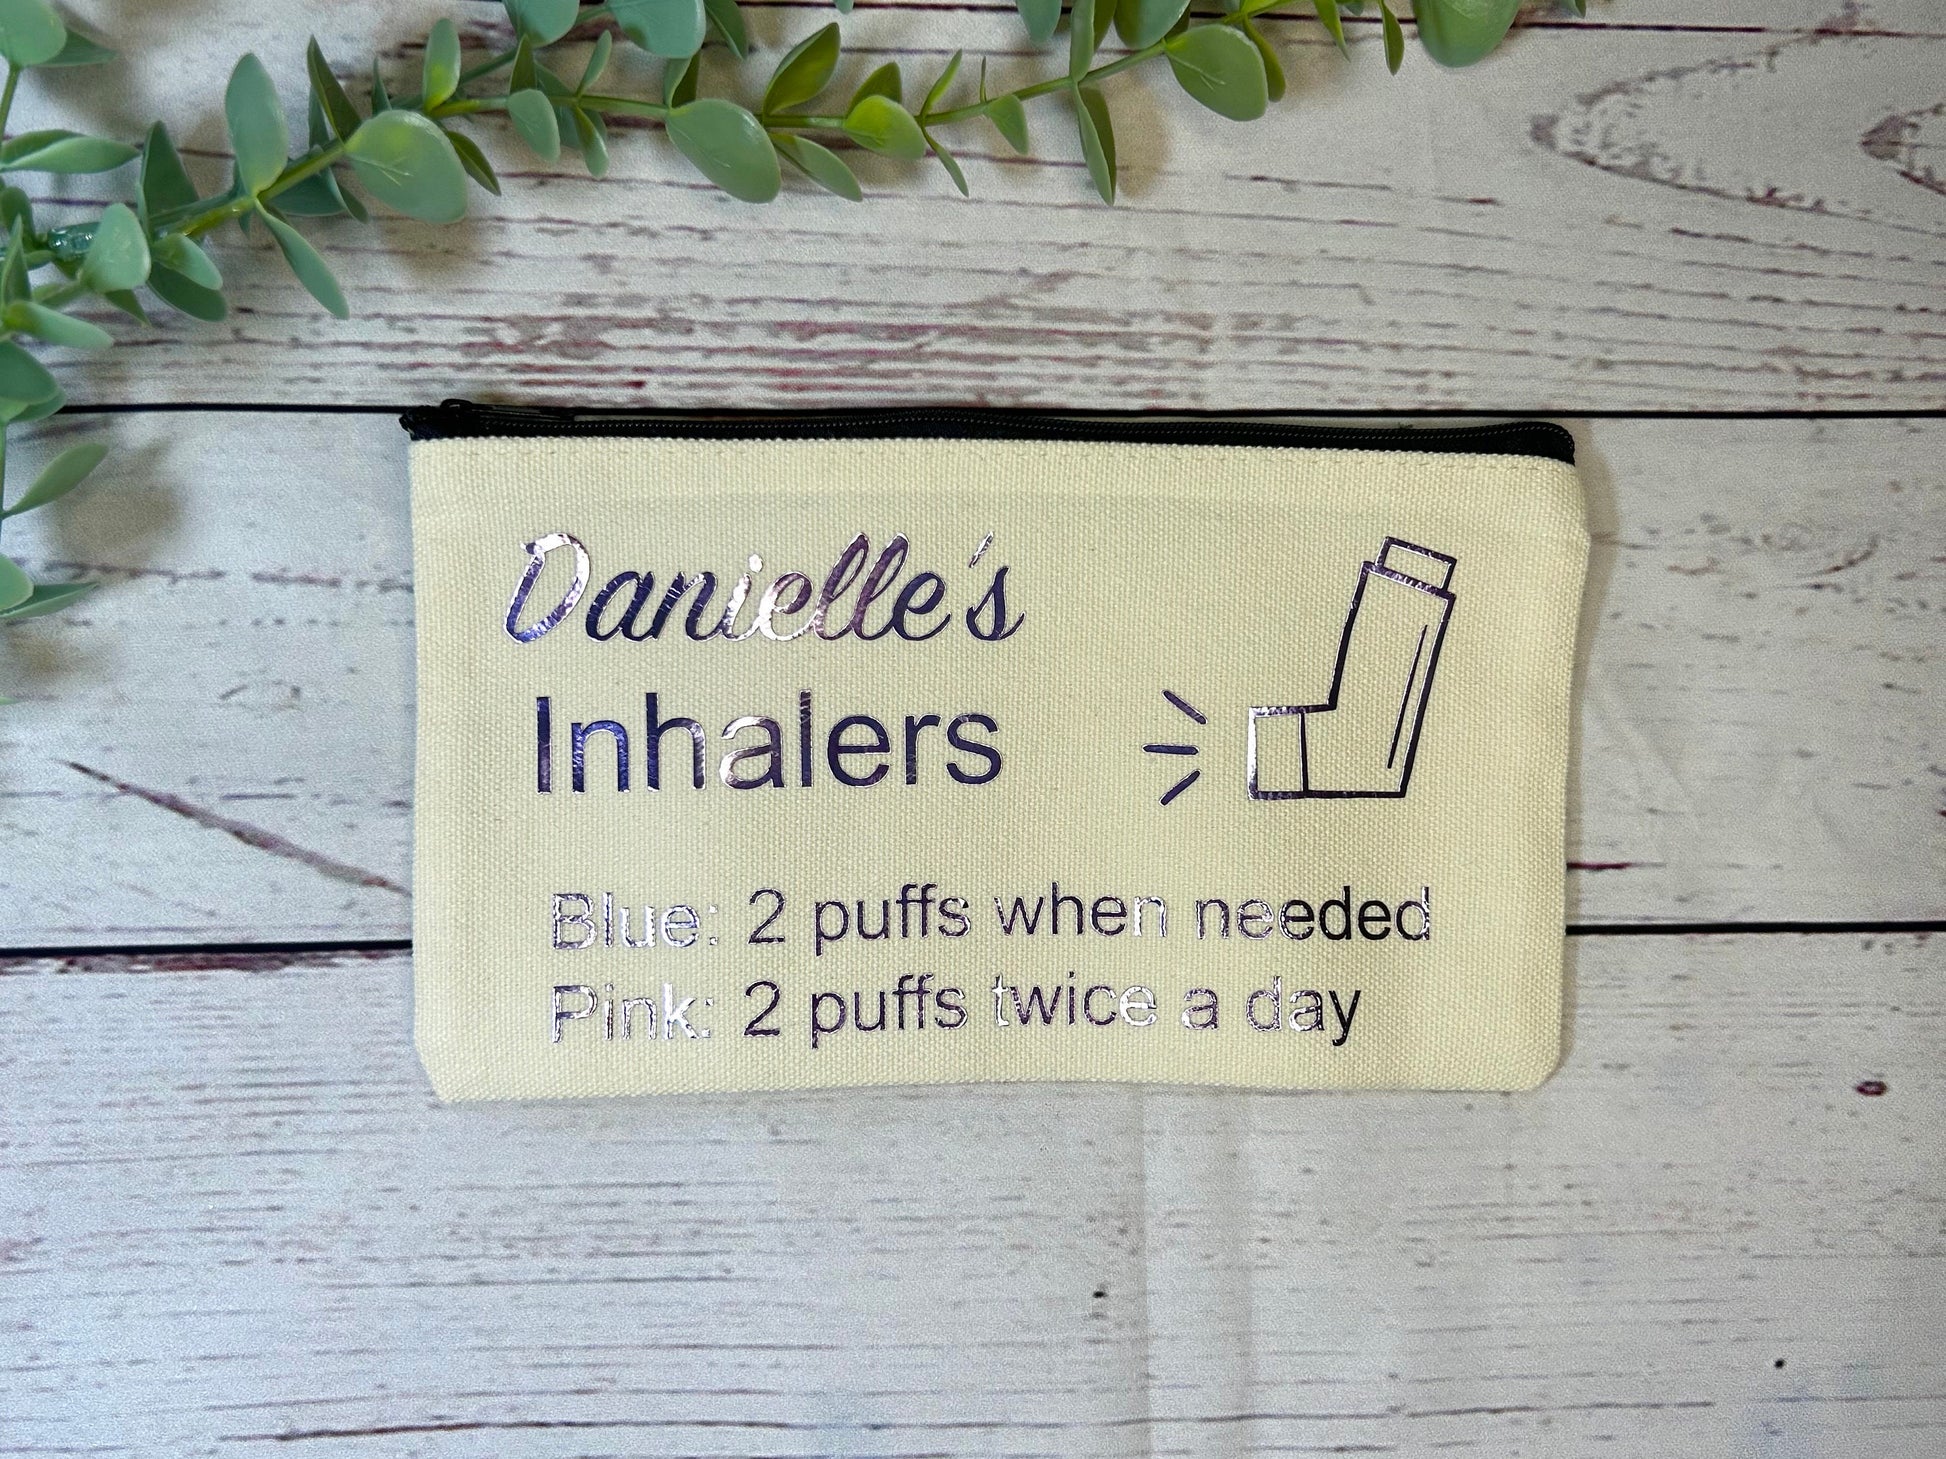 Danielle's
Inhalers
Blue: 2 puffs when needed
Pink: 2 puffs twice a day